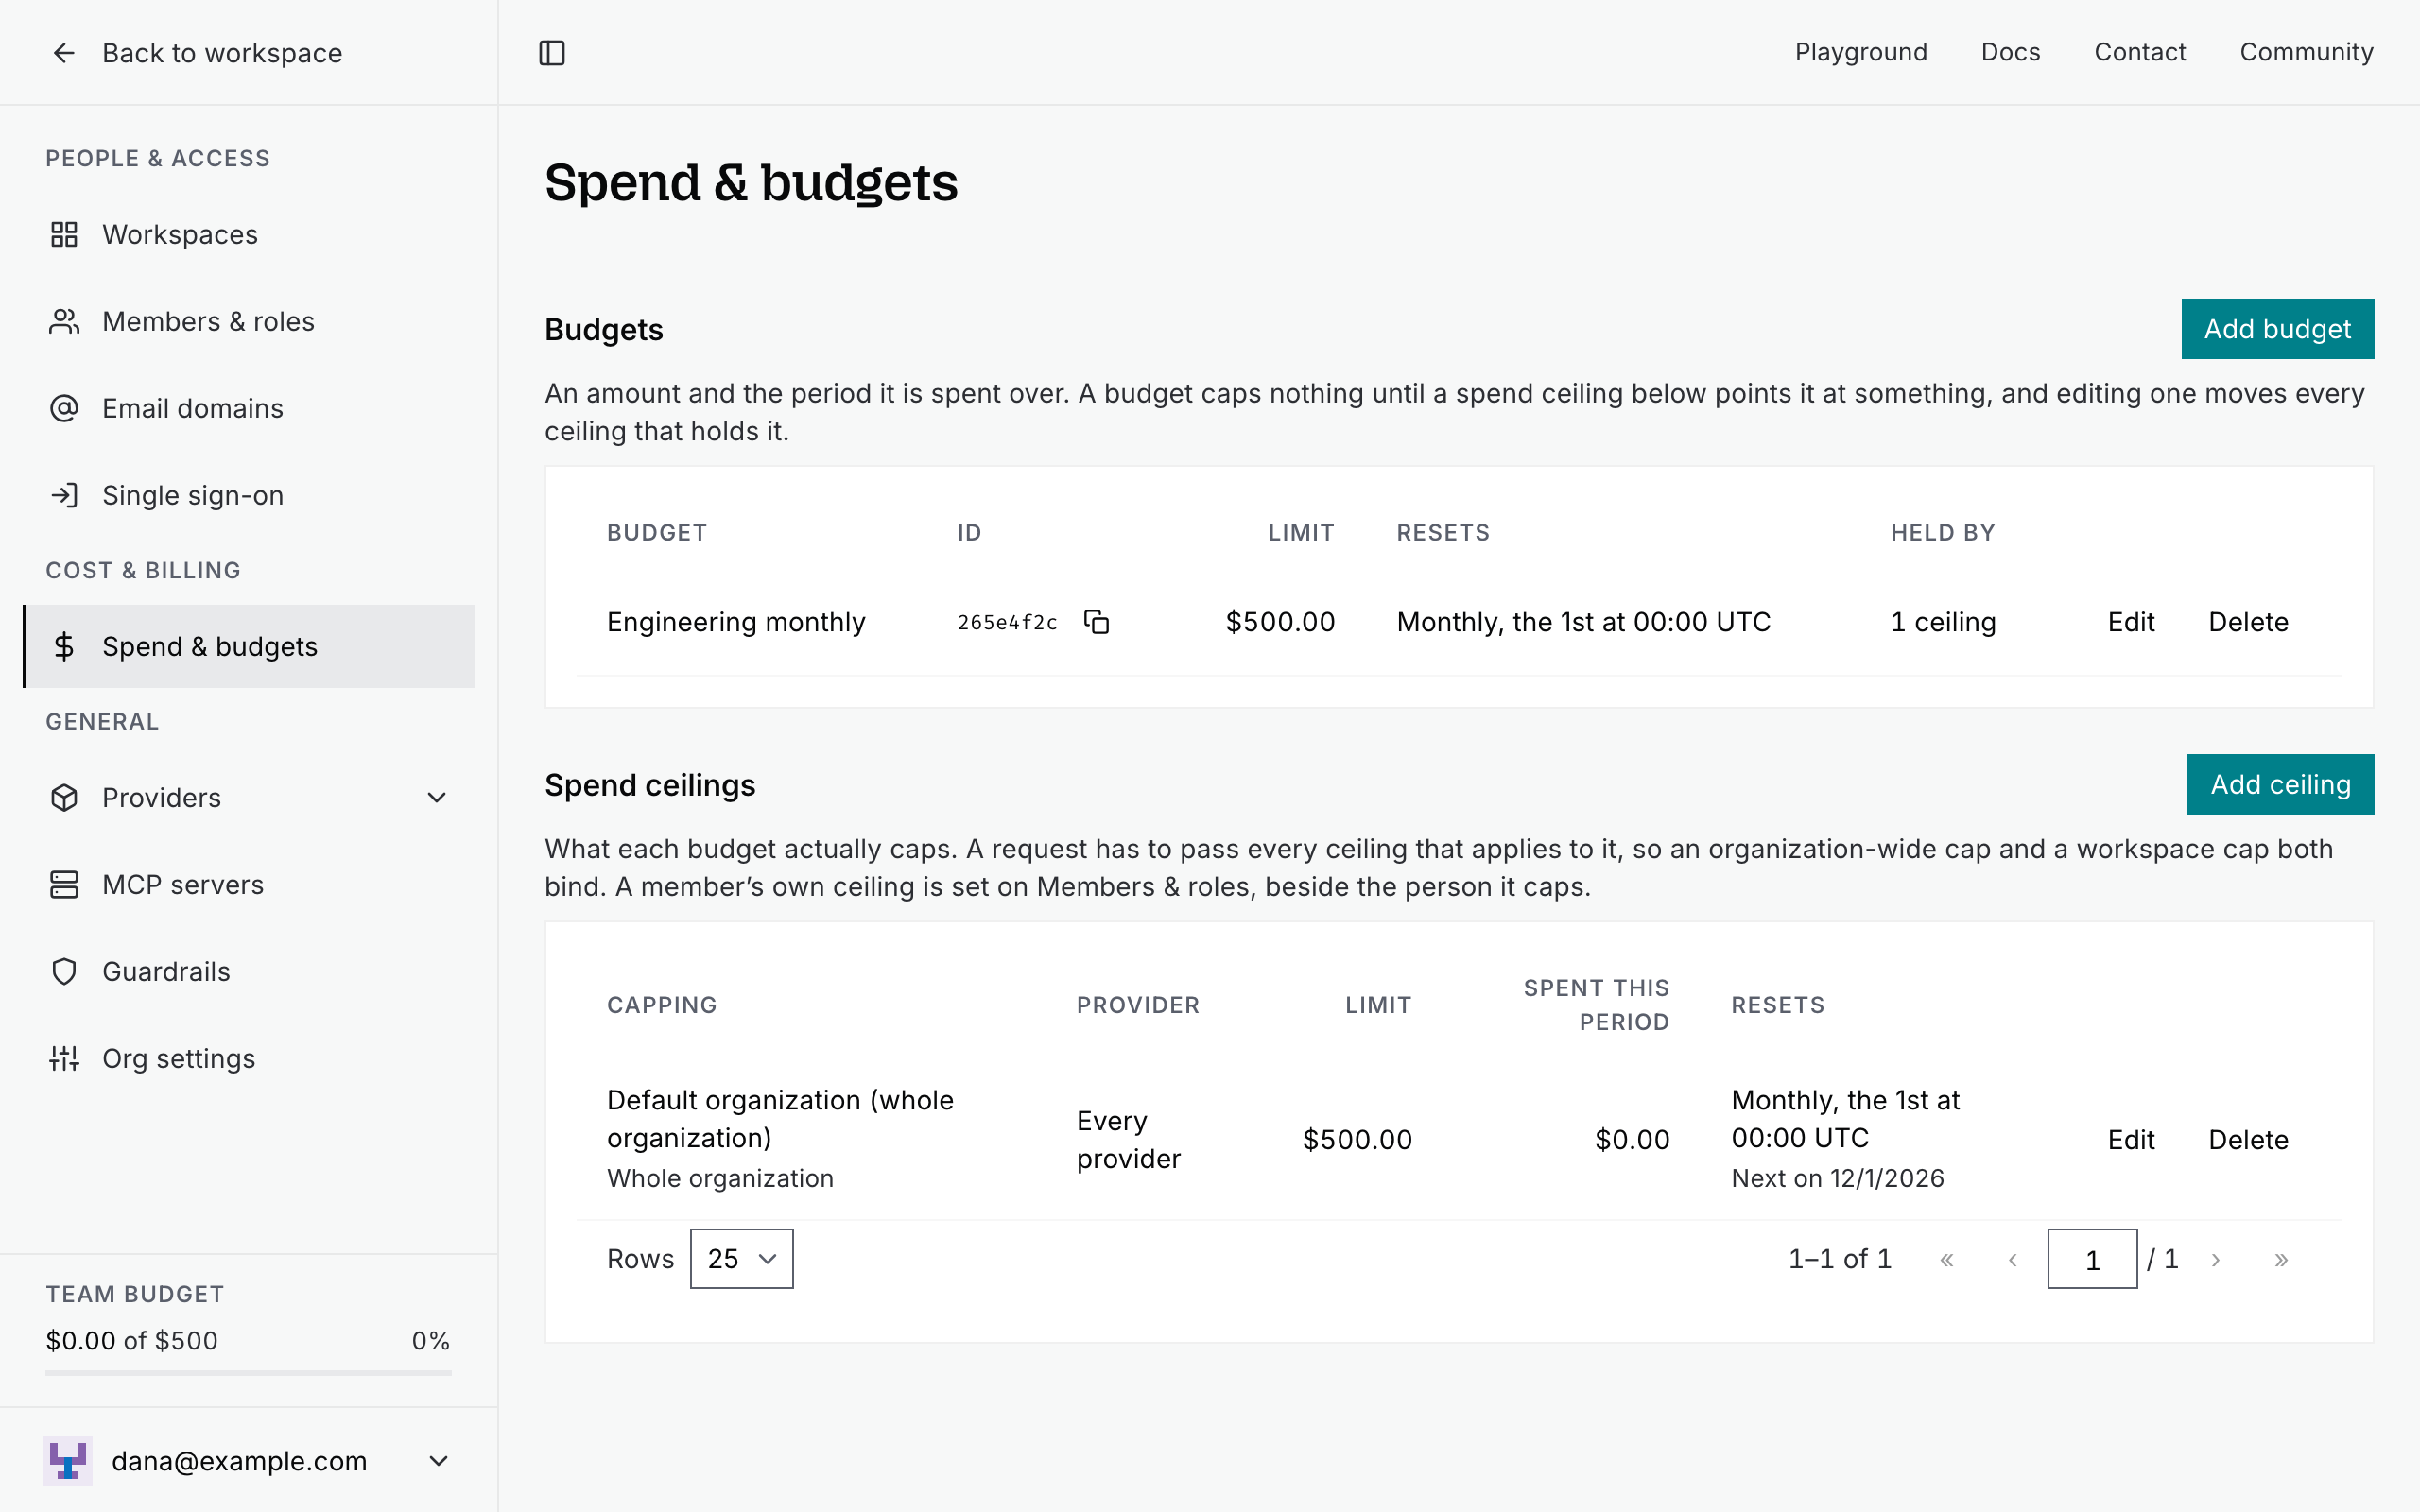 Back to workspace
Playground Docs Contact Community
PEOPLE & ACCESS
Workspaces
Members & roles
Email domains
Single sign-on
COST & BILLING
Spend & budgets
GENERAL
Providers
MCP servers
Guardrails
Org settings
TEAM BUDGET
$0.00 of $500 0%
dana@example.com
Spend & budgets
Budgets
Add budget
An amount and the period it is spent over. A budget caps nothing until a spend ceiling below points it at something, and editing one moves every
ceiling that holds it.
BUDGET ID LIMIT RESETS HELD BY
Engineering monthly 265e4f2c $500.00 Monthly, the 1st at 00:00 UTC 1 ceiling Edit Delete
Spend ceilings
Add ceiling
What each budget actually caps. A request has to pass every ceiling that applies to it, so an organization-wide cap and a workspace cap both
bind. A member’s own ceiling is set on Members & roles, beside the person it caps.
CAPPING PROVIDER LIMIT SPENT THIS PERIOD RESETS
Default organization (whole
organization)
Whole organization
Every
provider
$500.00
$0.00
Monthly, the 1st at
00:00 UTC
Next on 12/1/2026
Edit Delete
Rows 25
1–1 of 1 « ‹ 1 / 1 › »